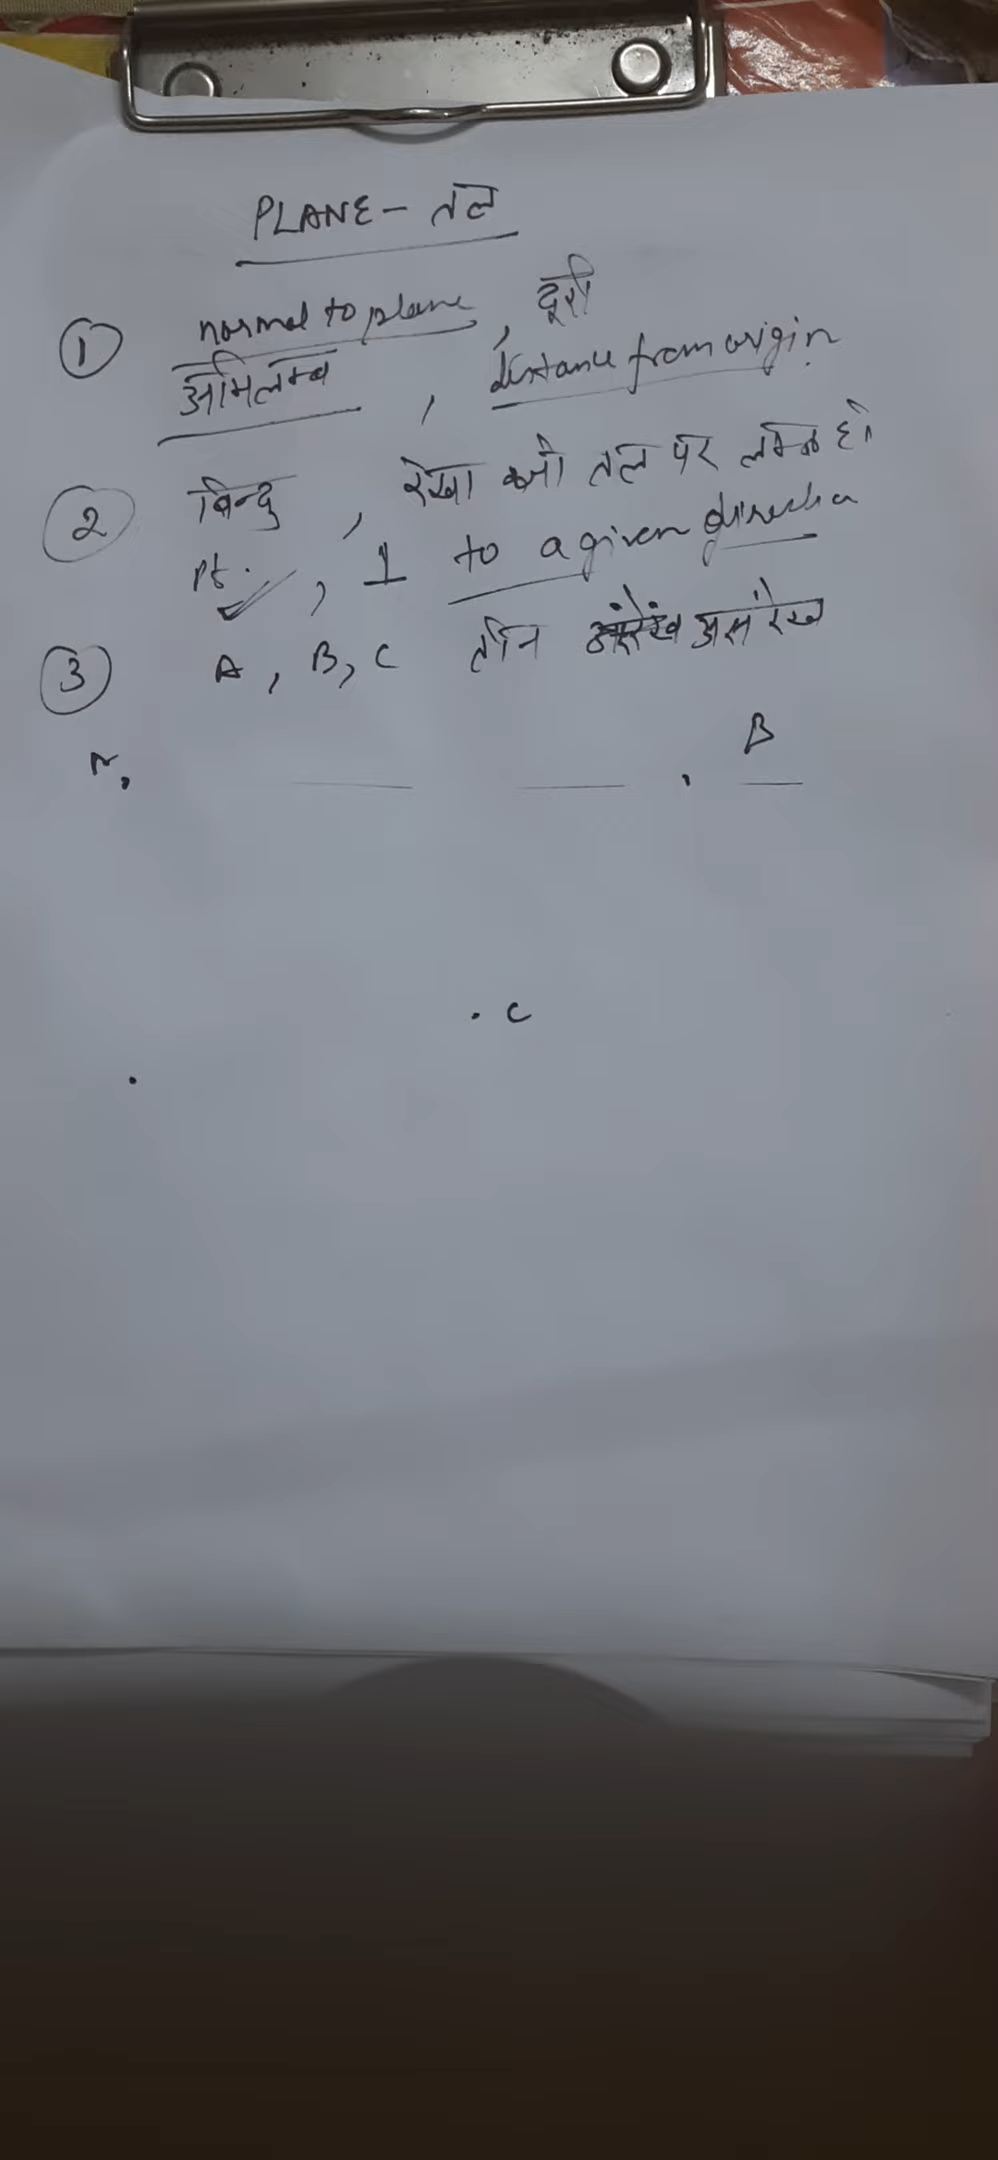 PLANE - तल
① normal to plane, दूरी
अभिलम्ब, distance from origin
② बिन्दु, रेखा जो तल पर लम्ब हो
pt. , ⊥ to a given direction
③ A, B, C तीन असंरेख
B
. C